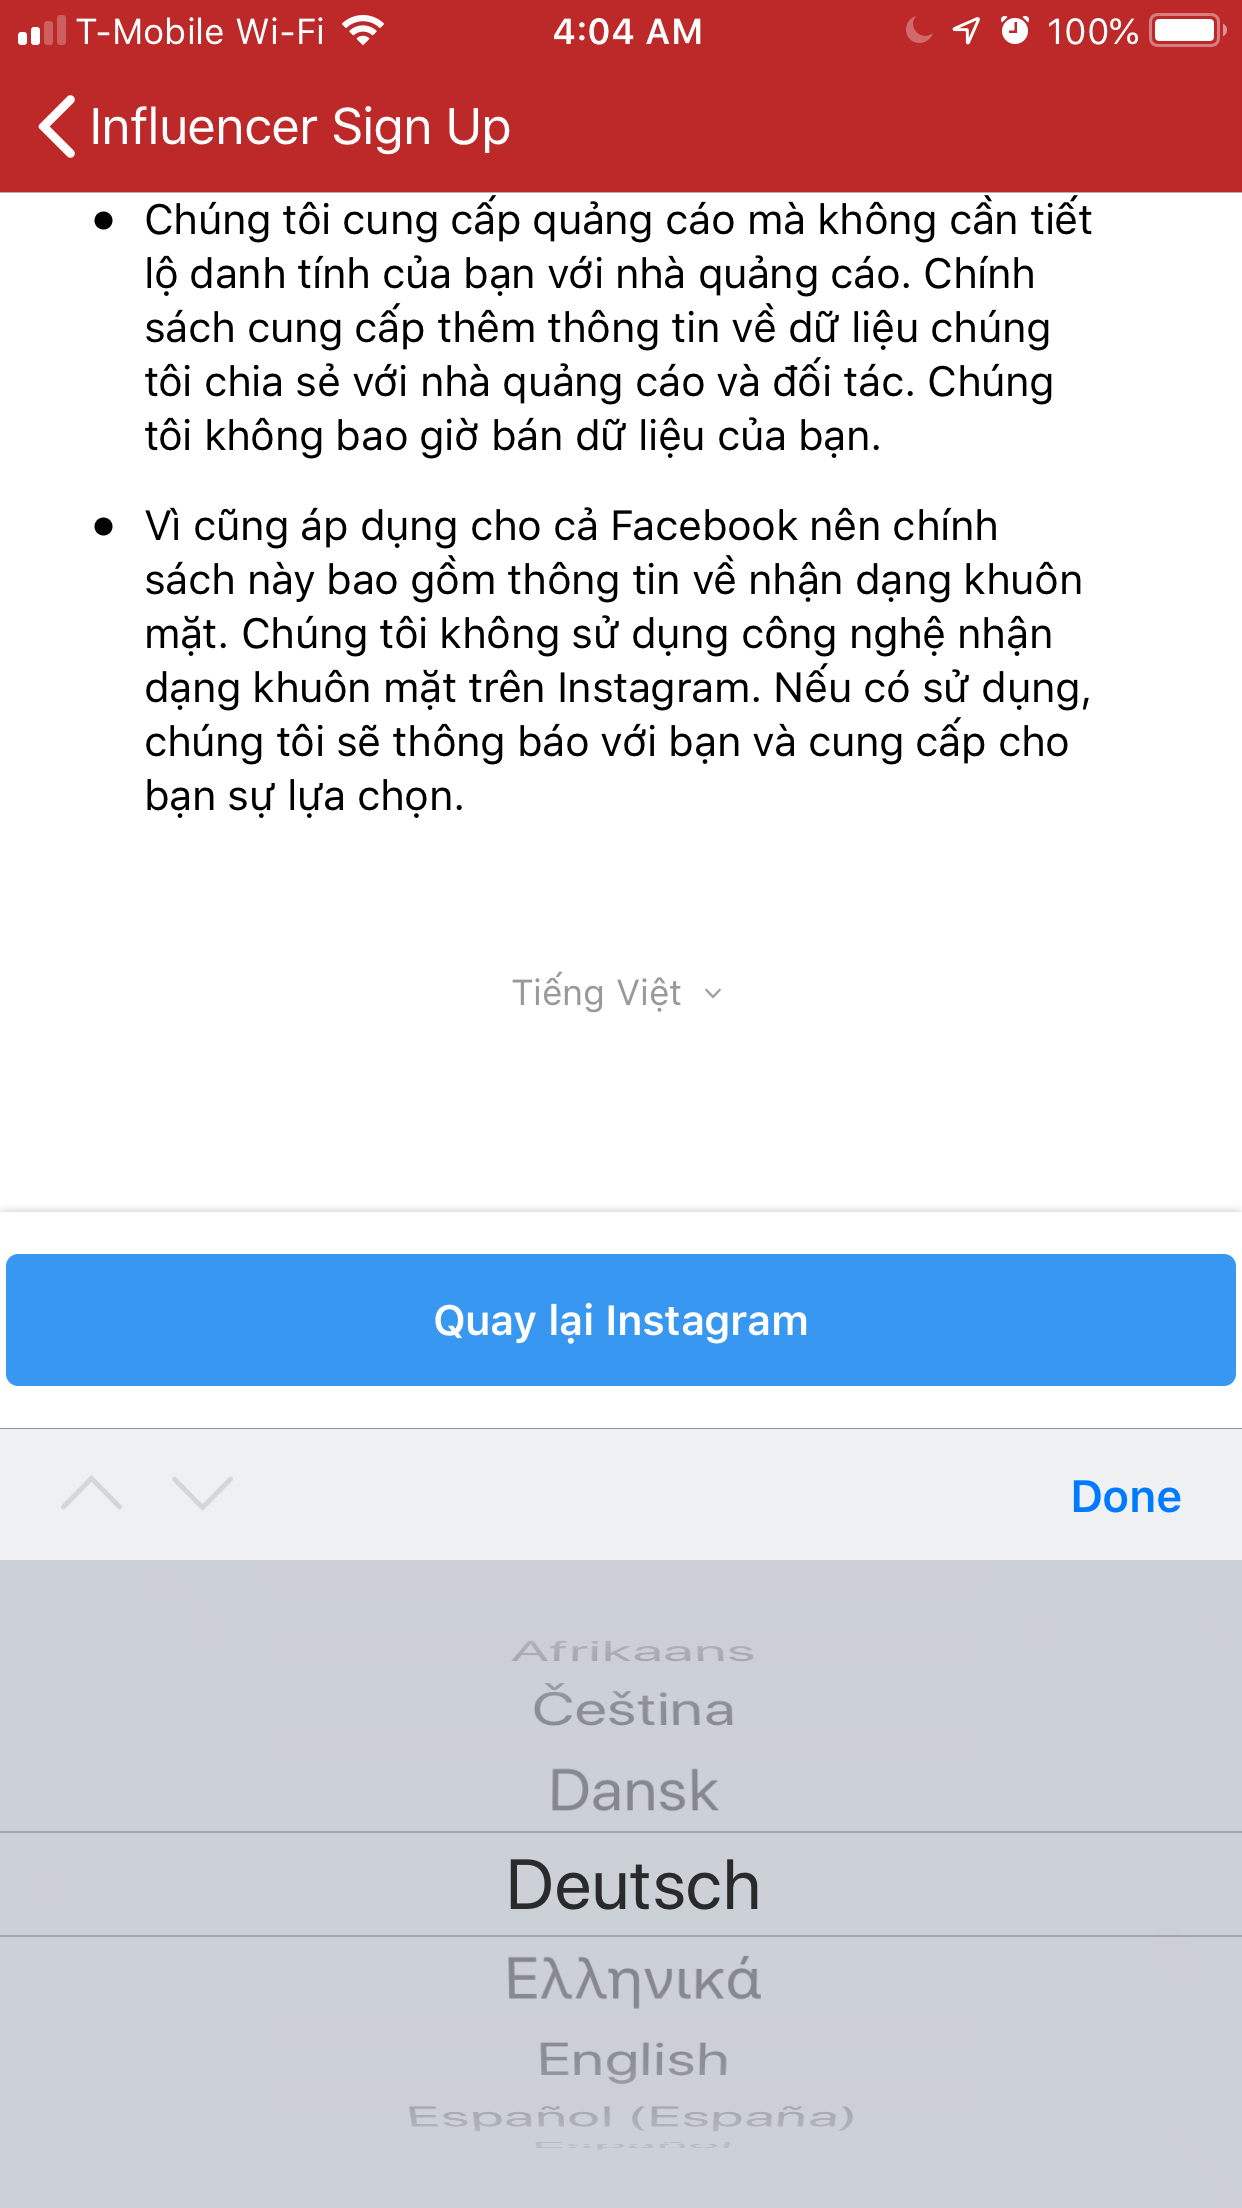 T-Mobile Wi-Fi
4:04 AM
100%
Influencer Sign Up
Chúng tôi cung cấp quảng cáo mà không cần tiết
lộ danh tính của bạn với nhà quảng cáo. Chính
sách cung cấp thêm thông tin về dữ liệu chúng
tôi chia sẻ với nhà quảng cáo và đối tác. Chúng
tôi không bao giờ bán dữ liệu của bạn.
Vì cũng áp dụng cho cả Facebook nên chính
sách này bao gồm thông tin về nhận dạng khuôn
mặt. Chúng tôi không sử dụng công nghệ nhận
dạng khuôn mặt trên Instagram. Nếu có sử dụng,
chúng tôi sẽ thông báo với bạn và cung cấp cho
bạn sự lựa chọn.
Tiếng Việt
Quay lại Instagram
Done
Afrikaans
Čeština
Dansk
Deutsch
Ελληνικά
English
Español (España)
Español